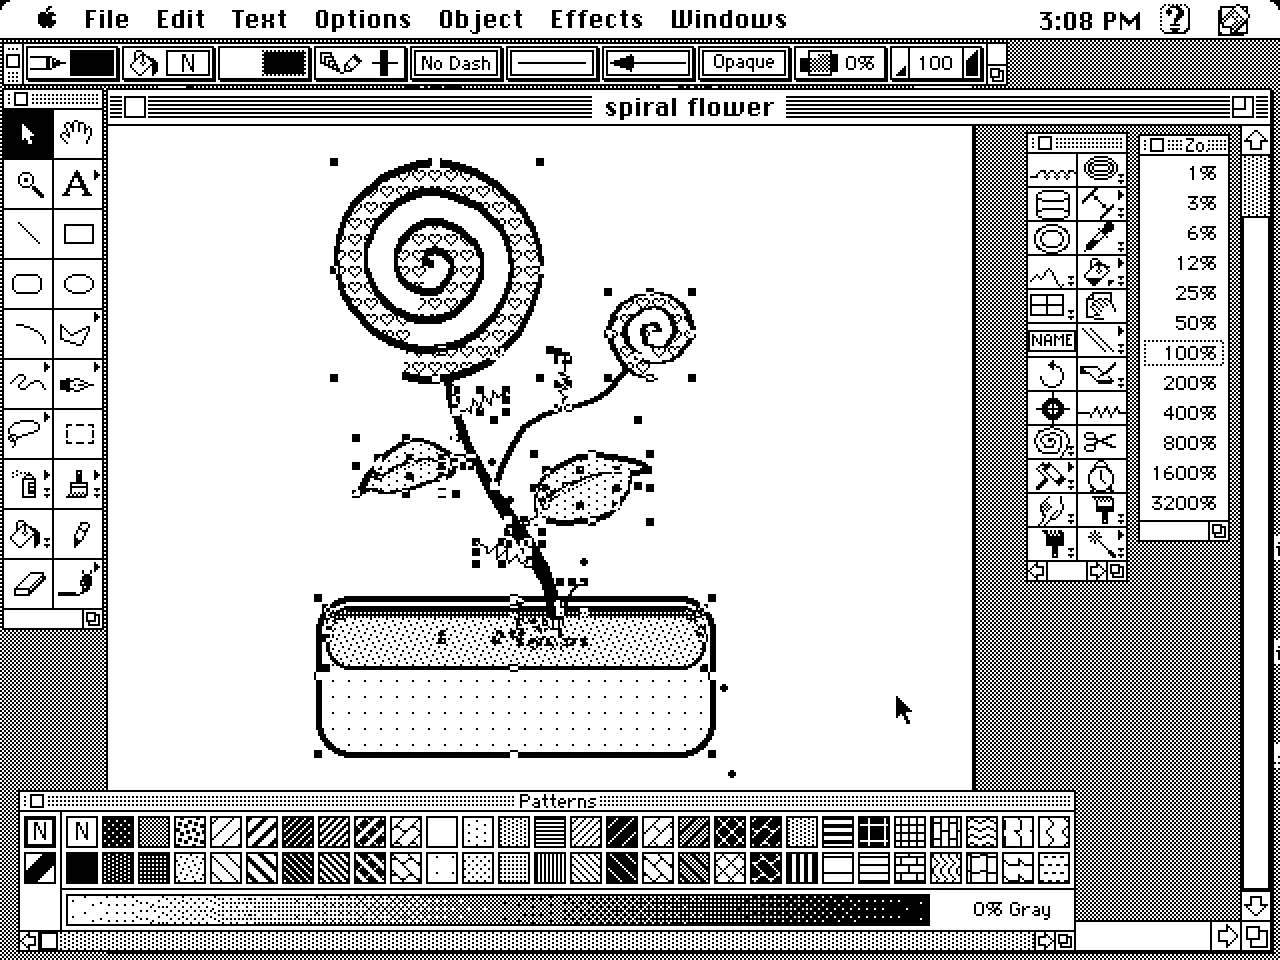 File Edit Text Options Object Effects Windows 3:08 PM
N No Dash Opaque 0% 100
spiral flower
Zo
A
NAME
1%
3%
6%
12%
25%
50%
100%
200%
400%
800%
1600%
3200%
Patterns
N N
0% Gray